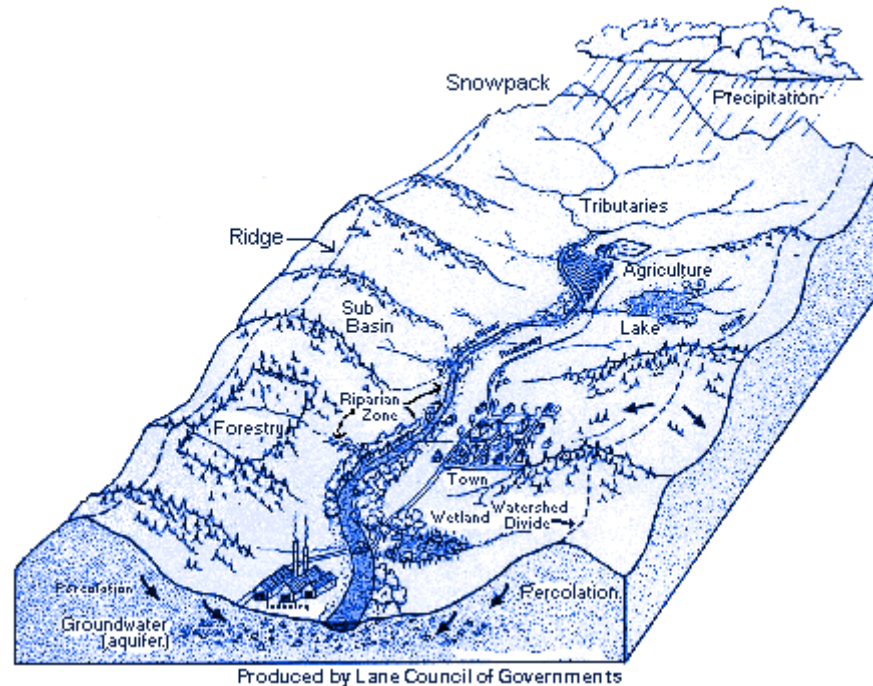 Snowpack
Precipitation
Tributaries
Ridge
Agriculture
Sub
Basin
Lake
Riparian
Zone
Forestry
Town
Wetland
Watershed
Divide
Percolation
Percolation
Industry
Groundwater
(aquifer)
Produced by Lane Council of Governments